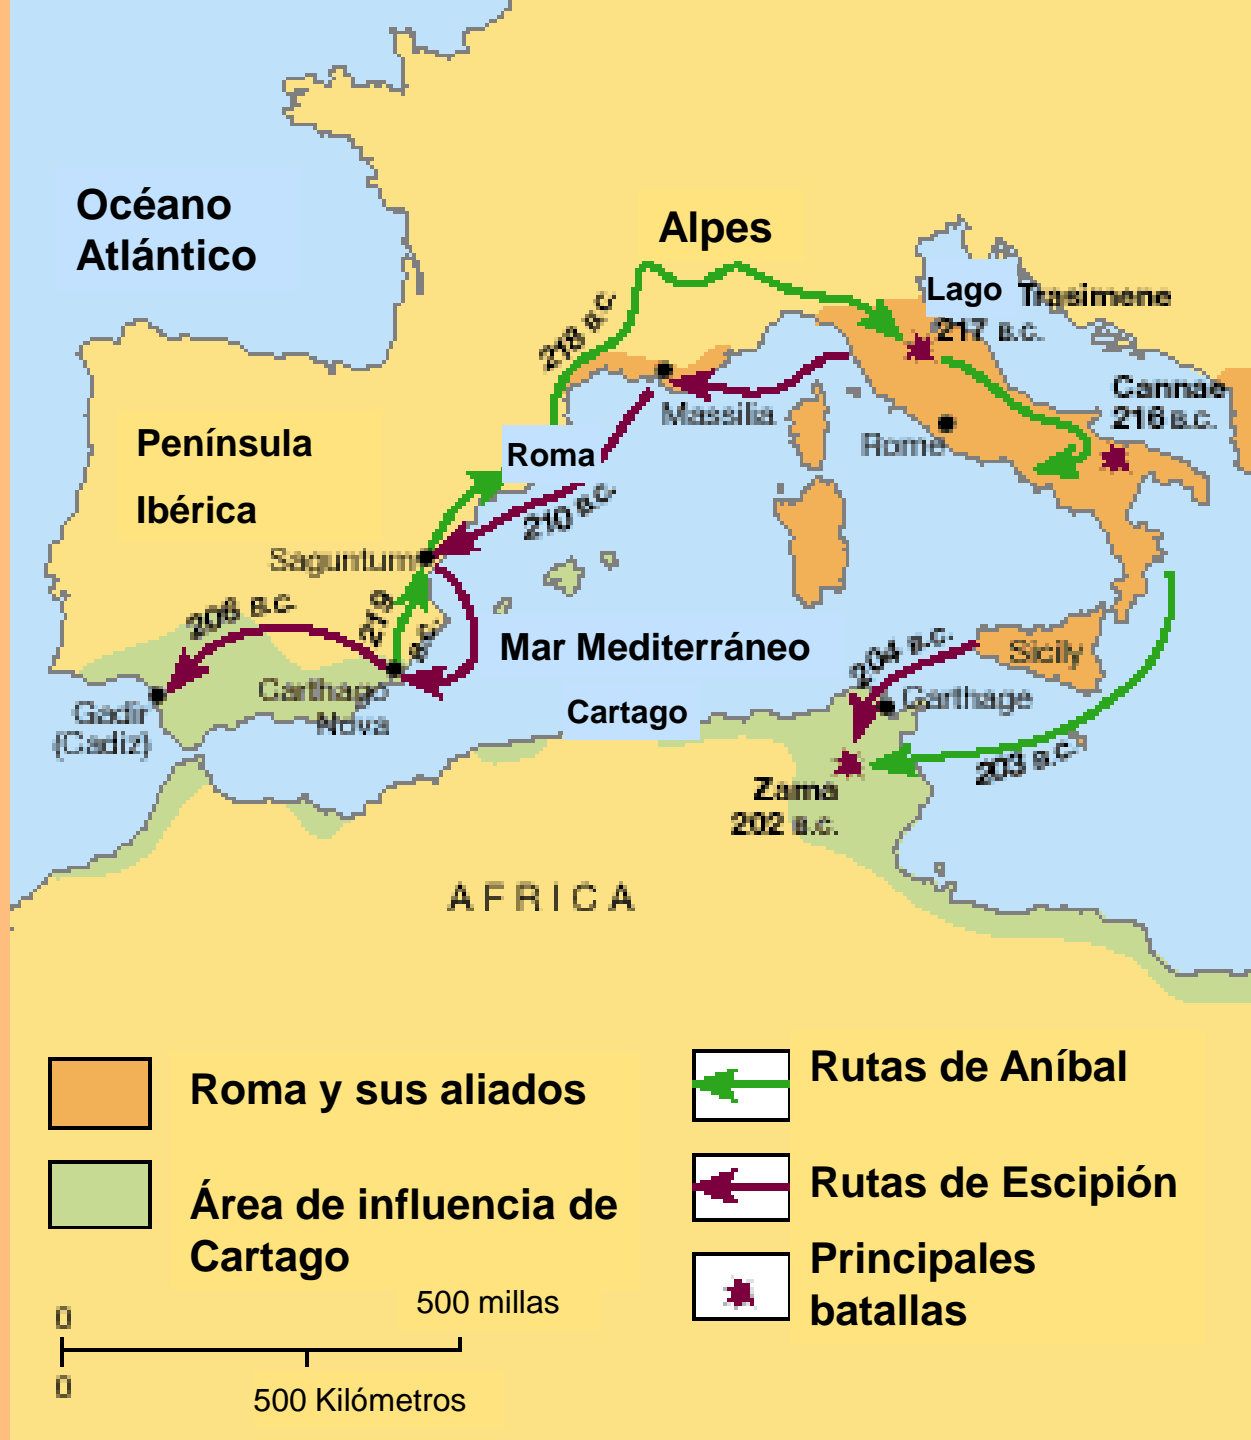 Océano
Atlántico
Alpes
Lago Trasimene
217 B.C.
218 B.C.
Cannae
216 B.C.
Massilia
Rome
Península
Ibérica
Roma
210 B.C.
Saguntum
219 B.C.
206 B.C.
Mar Mediterráneo
204 B.C.
Sicily
Carthago
Nova
Gadir
(Cadiz)
Cartago
Carthage
203 B.C.
Zama
202 B.C.
AFRICA
Roma y sus aliados
Área de influencia de
Cartago
Rutas de Aníbal
Rutas de Escipión
Principales
batallas
0
500 millas
0
500 Kilómetros